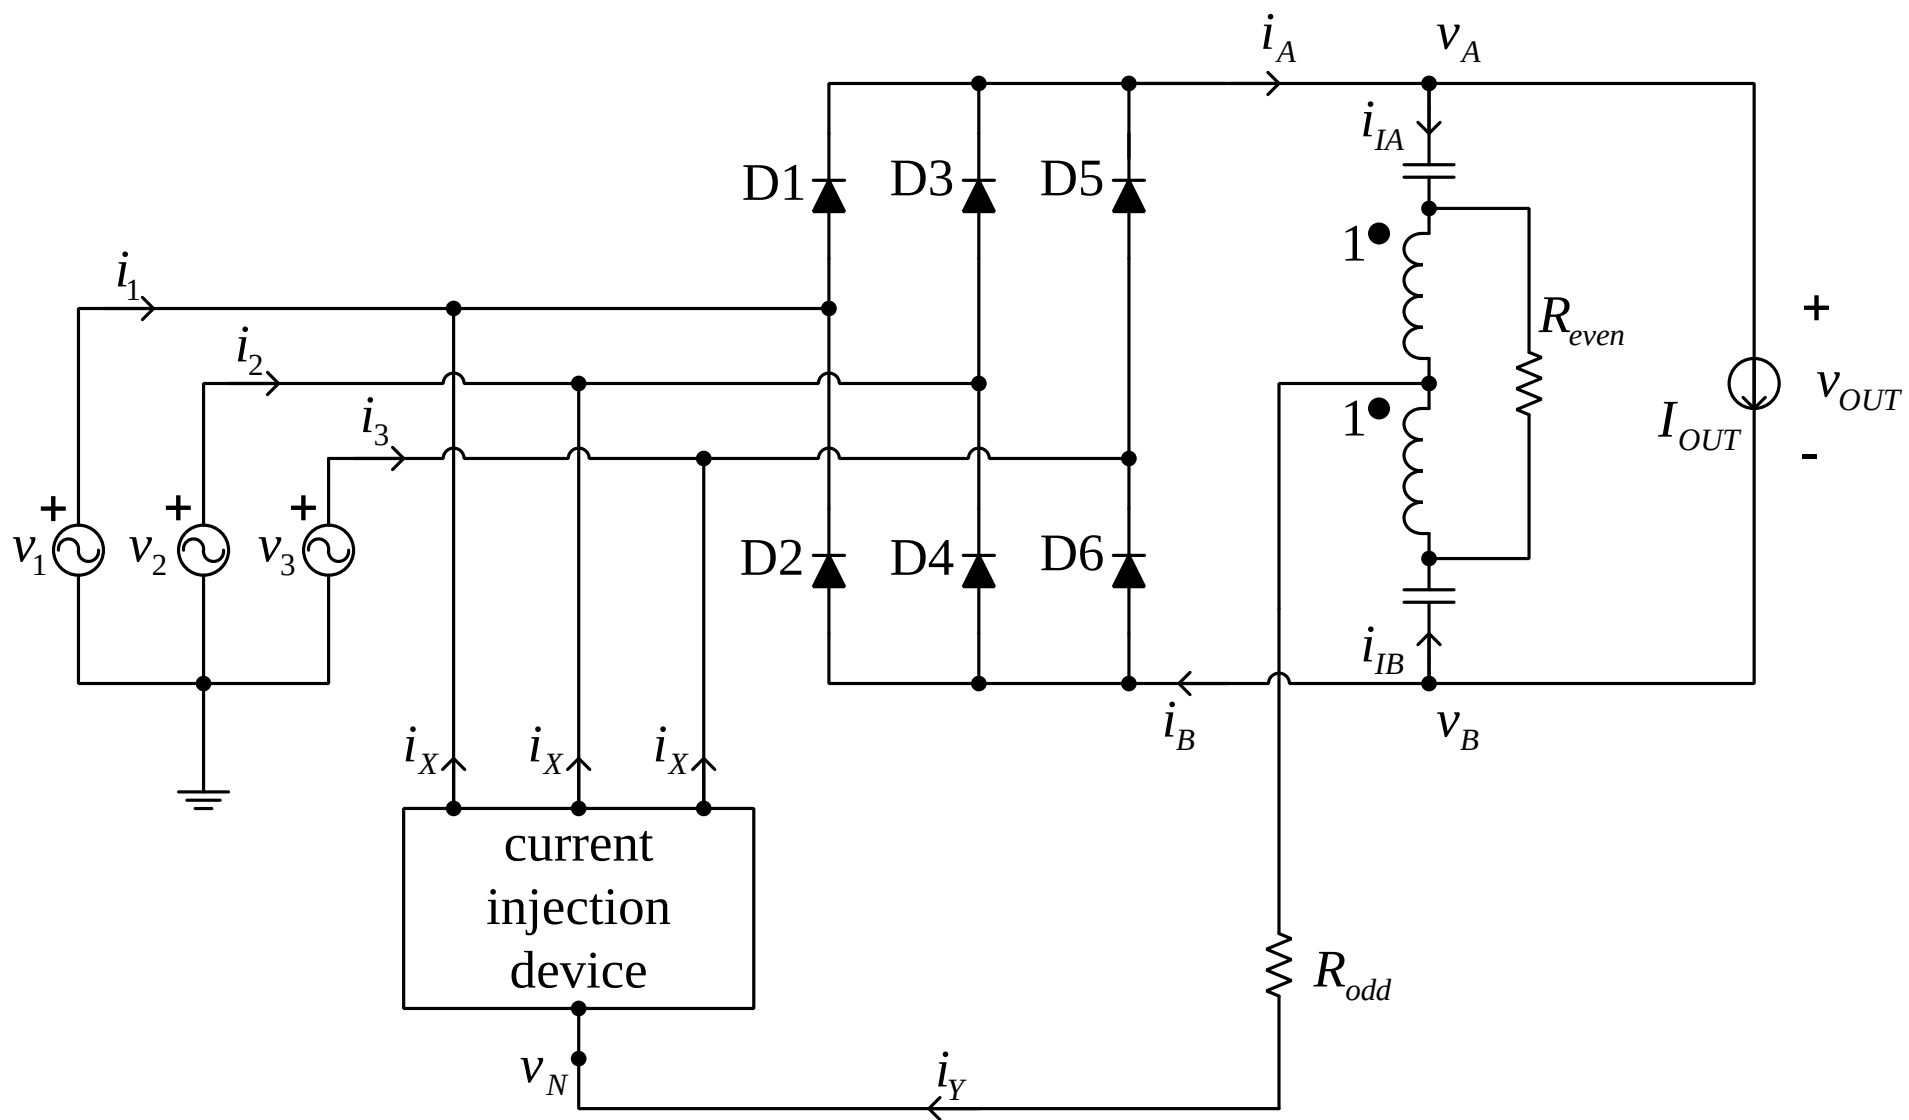 i_A
v_A
i_IA
D1
D3
D5
1
i_1
R_even
+
i_2
v_OUT
i_3
1
I_OUT
-
+
+
+
v_1
v_2
v_3
D2
D4
D6
i_IB
i_B
v_B
i_X
i_X
i_X
current
injection
device
R_odd
v_N
i_Y